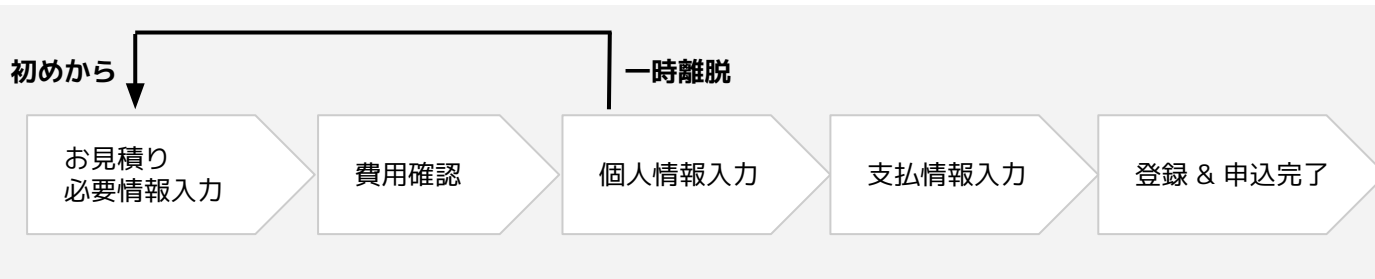 初めから
一時離脱
お見積り
必要情報入力
費用確認
個人情報入力
支払情報入力
登録 & 申込完了